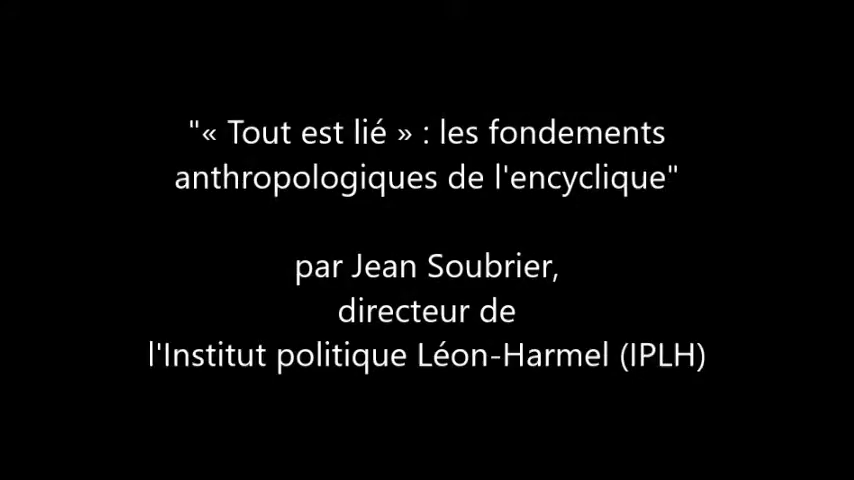 "« Tout est lié » : les fondements
anthropologiques de l'encyclique"
par Jean Soubrier,
directeur de
l'Institut politique Léon-Harmel (IPLH)